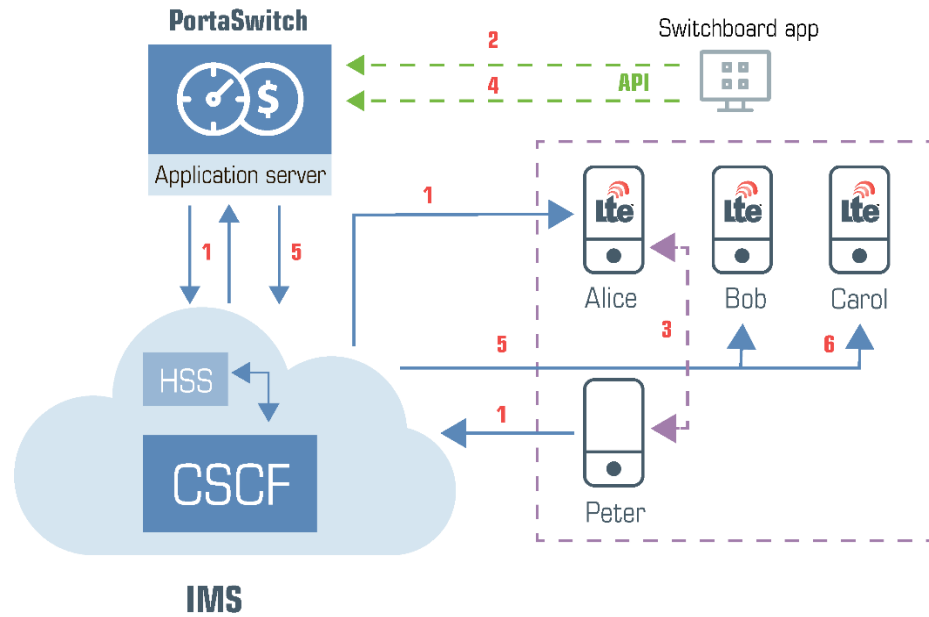 PortaSwitch
Switchboard app
2
API
4
$
Application server
1
5
1
Lte
Lte
Lte
Alice
Bob
Carol
3
5
6
HSS
1
CSCF
Peter
IMS